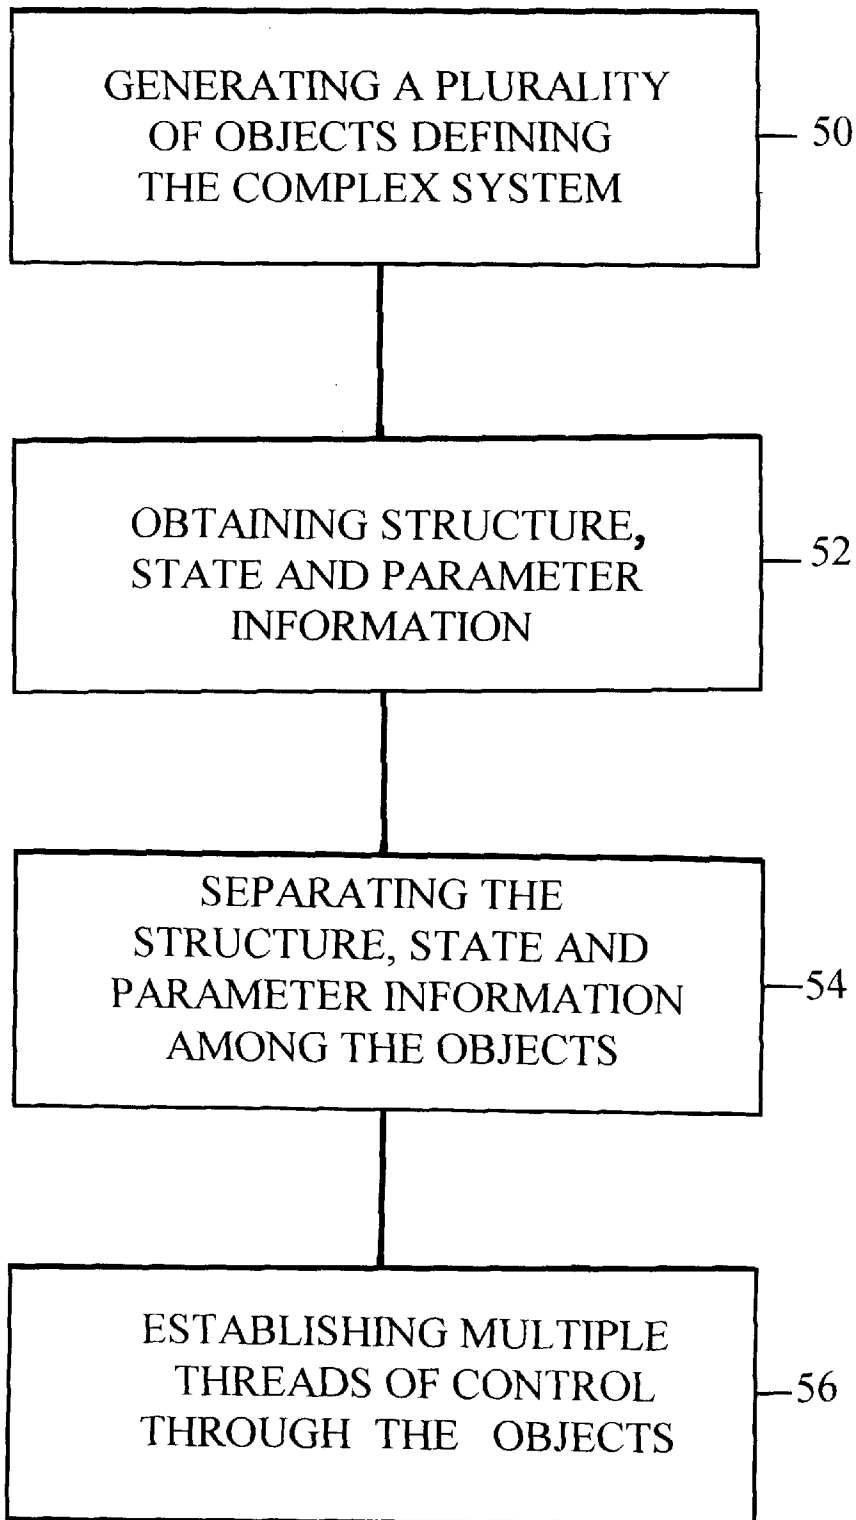 GENERATING A PLURALITY
OF OBJECTS DEFINING
THE COMPLEX SYSTEM
50
OBTAINING STRUCTURE,
STATE AND PARAMETER
INFORMATION
52
SEPARATING THE
STRUCTURE, STATE AND
PARAMETER INFORMATION
AMONG THE OBJECTS
54
ESTABLISHING MULTIPLE
THREADS OF CONTROL
THROUGH THE OBJECTS
56